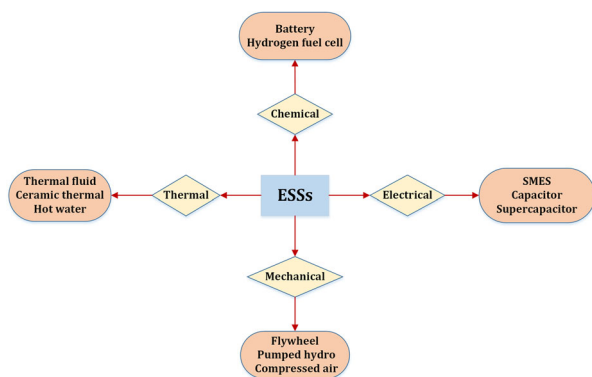 Battery
Hydrogen fuel cell
Chemical
Thermal fluid
Ceramic thermal
Hot water
Thermal
ESSs
Electrical
SMES
Capacitor
Supercapacitor
Mechanical
Flywheel
Pumped hydro
Compressed air